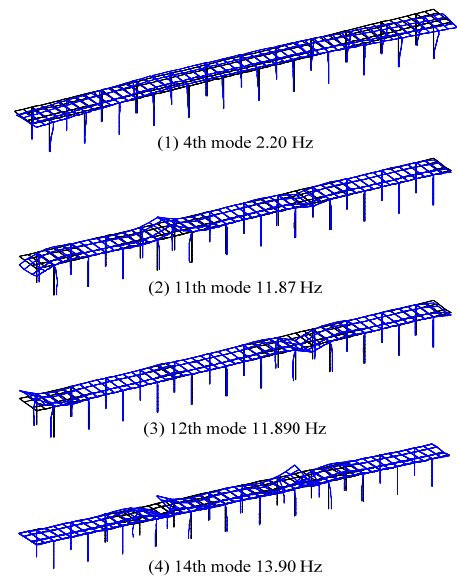 (1) 4th mode 2.20 Hz
(2) 11th mode 11.87 Hz
(3) 12th mode 11.890 Hz
(4) 14th mode 13.90 Hz